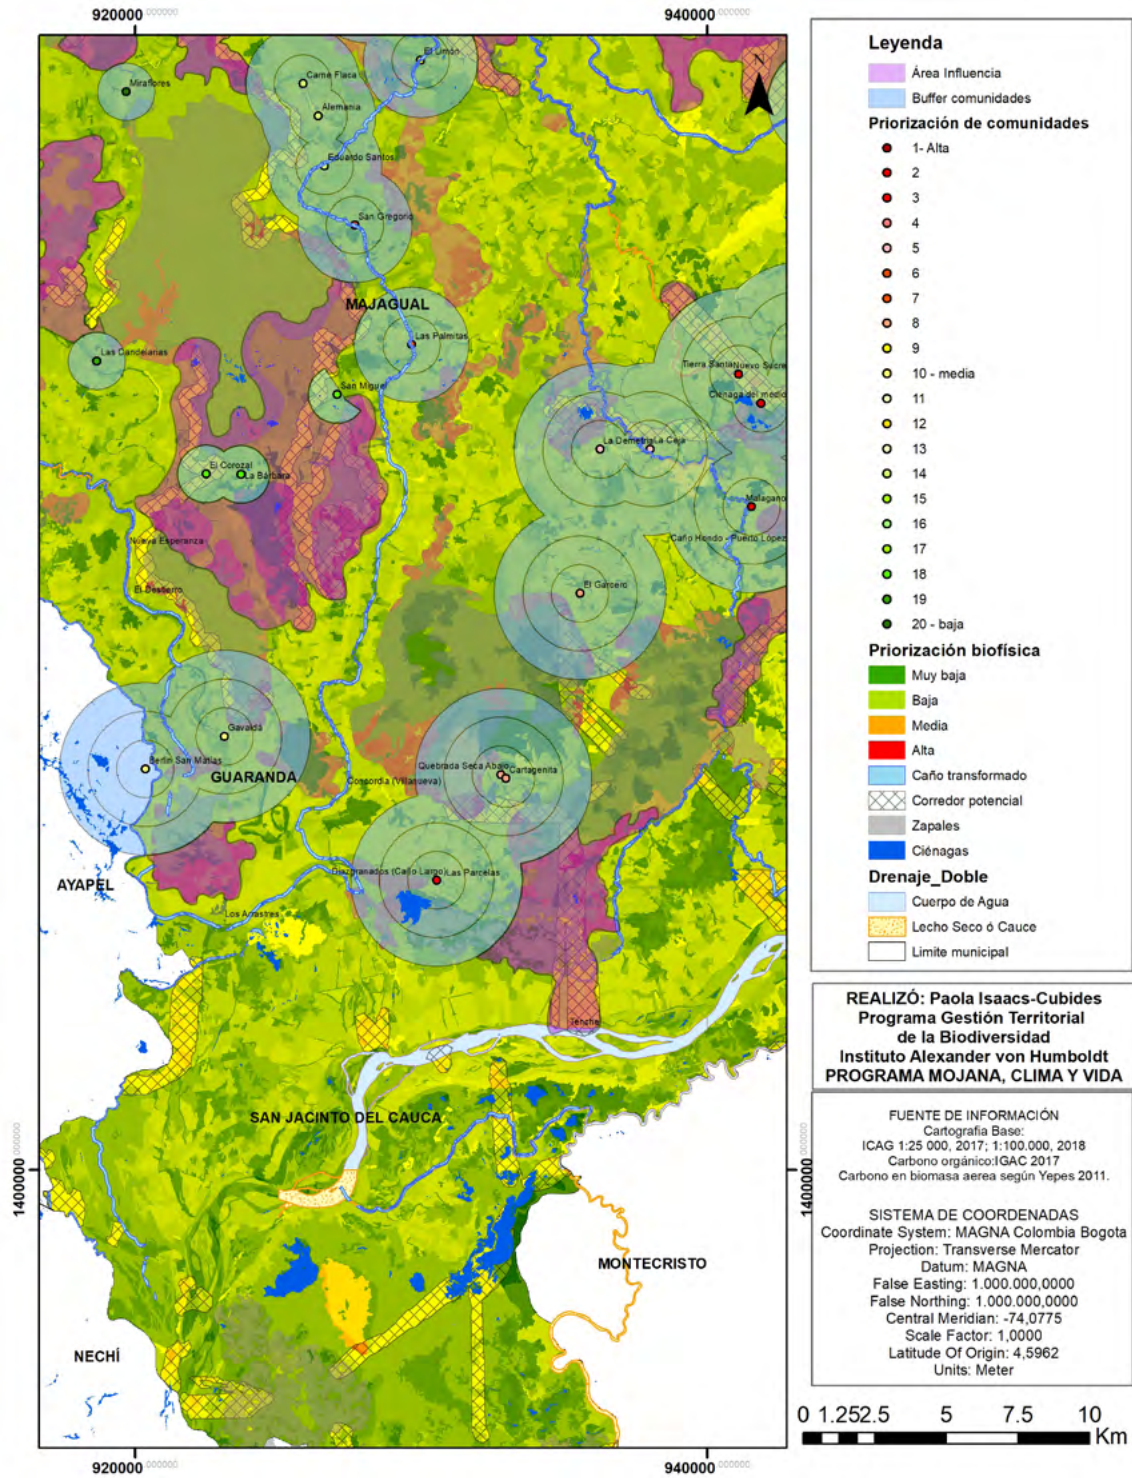 920000
940000
Miraflores
Carne Flaca
El Limón
Alemania
Eduardo Santos
San Gregorio
MAJAGUAL
Las Palmitas
Las Candelarias
San Miguel
Tierra Santa
Nuevo Sucre
Cienaga del medio
La Demetria
La Ceja
El Corozal
La Bárbara
Malagano
Nueva Esperanza
Caño Hondo - Puerto López
El Destierro
El Garcero
Gavaldá
Berlin San Matias
GUARANDA
Quebrada Seca Abajo
Cartagenita
Concordia (Villanueva)
AYAPEL
Diazgranados (Caño Largo)
Las Parcelas
Los Arrastres
Tenche
SAN JACINTO DEL CAUCA
MONTECRISTO
NECHÍ
1400000
1400000
920000
940000
N
Leyenda
Área Influencia
Buffer comunidades
Priorización de comunidades
1- Alta
2
3
4
5
6
7
8
9
10 - media
11
12
13
14
15
16
17
18
19
20 - baja
Priorización biofísica
Muy baja
Baja
Media
Alta
Caño transformado
Corredor potencial
Zapales
Ciénagas
Drenaje_Doble
Cuerpo de Agua
Lecho Seco ó Cauce
Limite municipal
REALIZÓ: Paola Isaacs-Cubides
Programa Gestión Territorial
de la Biodiversidad
Instituto Alexander von Humboldt
PROGRAMA MOJANA, CLIMA Y VIDA
FUENTE DE INFORMACIÓN
Cartografia Base:
ICAG 1:25 000, 2017; 1:100.000, 2018
Carbono orgánico:IGAC 2017
Carbono en biomasa aerea según Yepes 2011.
SISTEMA DE COORDENADAS
Coordinate System: MAGNA Colombia Bogota
Projection: Transverse Mercator
Datum: MAGNA
False Easting: 1.000.000,0000
False Northing: 1.000.000,0000
Central Meridian: -74,0775
Scale Factor: 1,0000
Latitude Of Origin: 4,5962
Units: Meter
0 1.252.5 5 7.5 10
Km